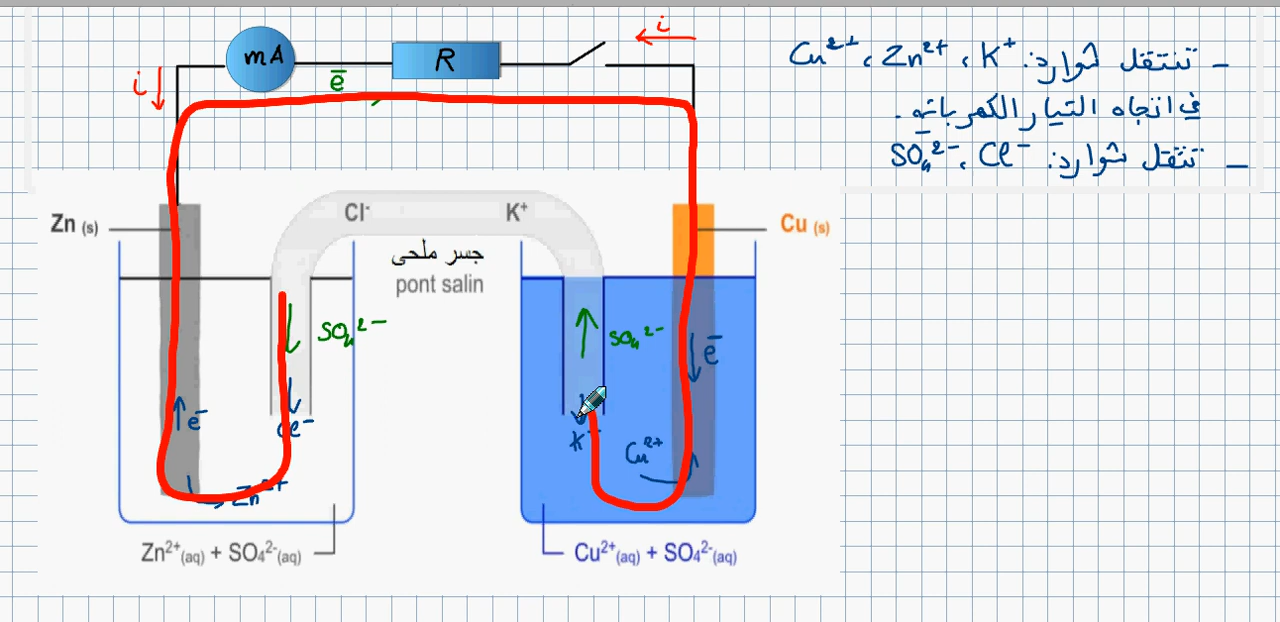 i
mA
R
i
e̅
- تنتقل شوارد: K⁺ ، Zn²⁺ ، Cu²⁺
في اتجاه التيار الكهربائي .
- تنتقل شوارد: Cl⁻ ، SO₄²⁻
Cl⁻
K⁺
Zn (s)
Cu (s)
جسر ملحى
pont salin
SO₄²⁻
SO₄²⁻
e⁻
e⁻
Cl⁻
K⁺
Cu²⁺
Zn²⁺
Zn²⁺(aq) + SO₄²⁻(aq)
Cu²⁺(aq) + SO₄²⁻(aq)